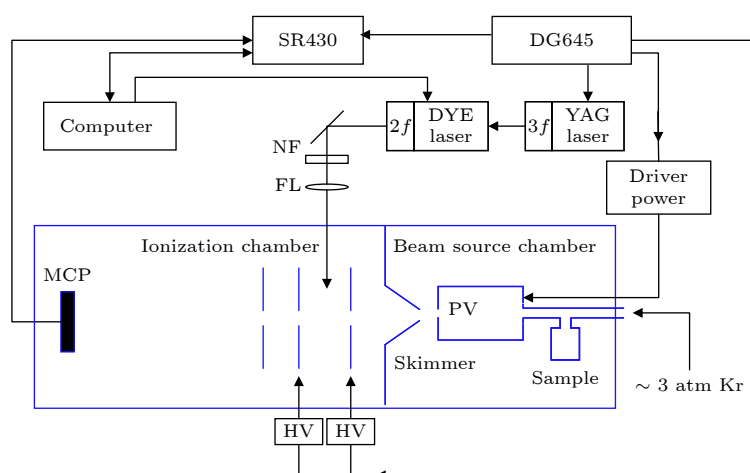 SR430
DG645
Computer
2f
DYE
laser
3f
YAG
laser
NF
FL
Driver
power
Ionization chamber
Beam source chamber
MCP
PV
Skimmer
Sample
∼ 3 atm Kr
HV
HV